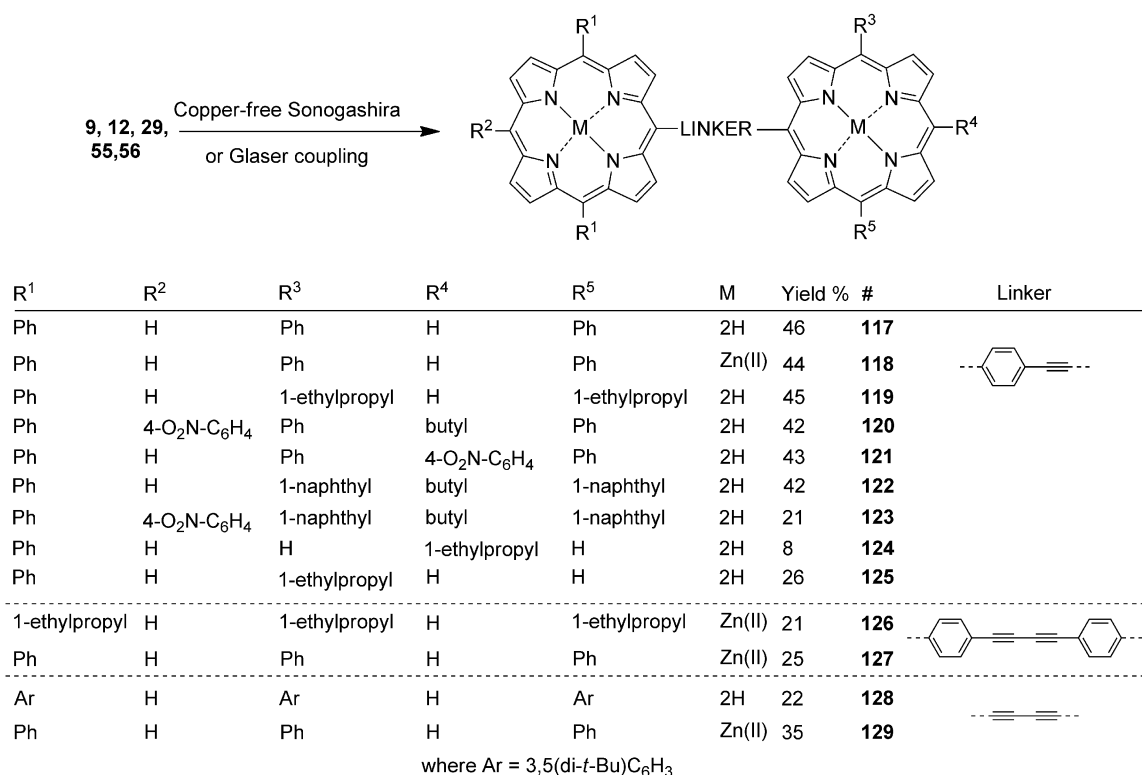 R¹ R³
Copper-free Sonogashira
9, 12, 29,
55,56
or Glaser coupling
N N N N
R² M LINKER M R⁴
N N N N
R¹ R⁵
R¹ R² R³ R⁴ R⁵ M Yield % # Linker
Ph H Ph H Ph 2H 46 117
Ph H Ph H Ph Zn(II) 44 118
Ph H 1-ethylpropyl H 1-ethylpropyl 2H 45 119
Ph 4-O₂N-C₆H₄ Ph butyl Ph 2H 42 120
Ph H Ph 4-O₂N-C₆H₄ Ph 2H 43 121
Ph H 1-naphthyl butyl 1-naphthyl 2H 42 122
Ph 4-O₂N-C₆H₄ 1-naphthyl butyl 1-naphthyl 2H 21 123
Ph H H 1-ethylpropyl H 2H 8 124
Ph H 1-ethylpropyl H H 2H 26 125
1-ethylpropyl H 1-ethylpropyl H 1-ethylpropyl Zn(II) 21 126
Ph H Ph H Ph Zn(II) 25 127
Ar H Ar H Ar 2H 22 128
Ph H Ph H Ph Zn(II) 35 129
where Ar = 3,5(di-t-Bu)C₆H₃